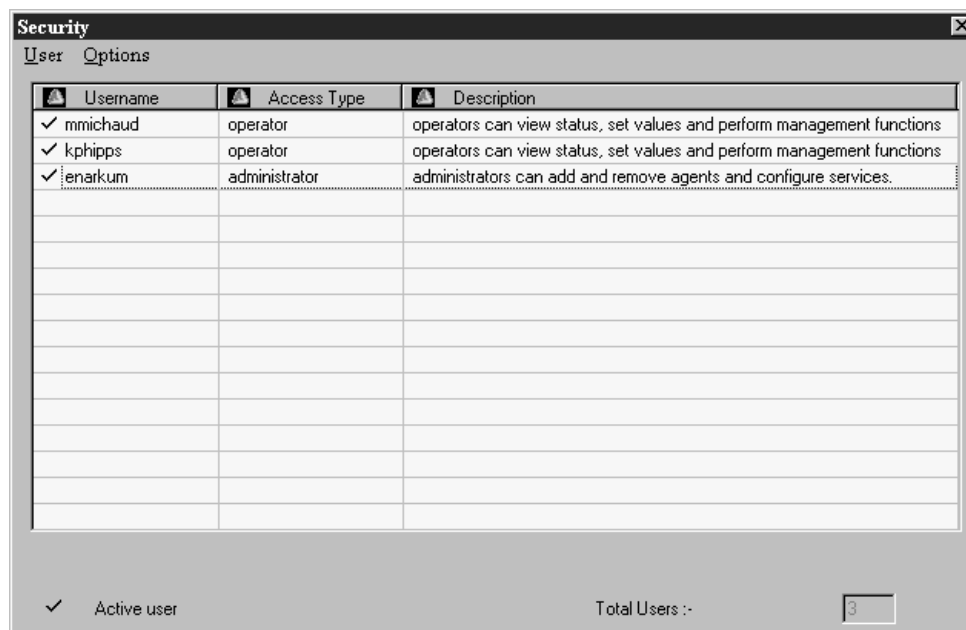 Security
User Options
Username Access Type Description
✓ mmichaud operator operators can view status, set values and perform management functions
✓ kphipps operator operators can view status, set values and perform management functions
✓ enarkum administrator administrators can add and remove agents and configure services.
✓ Active user Total Users :- 3